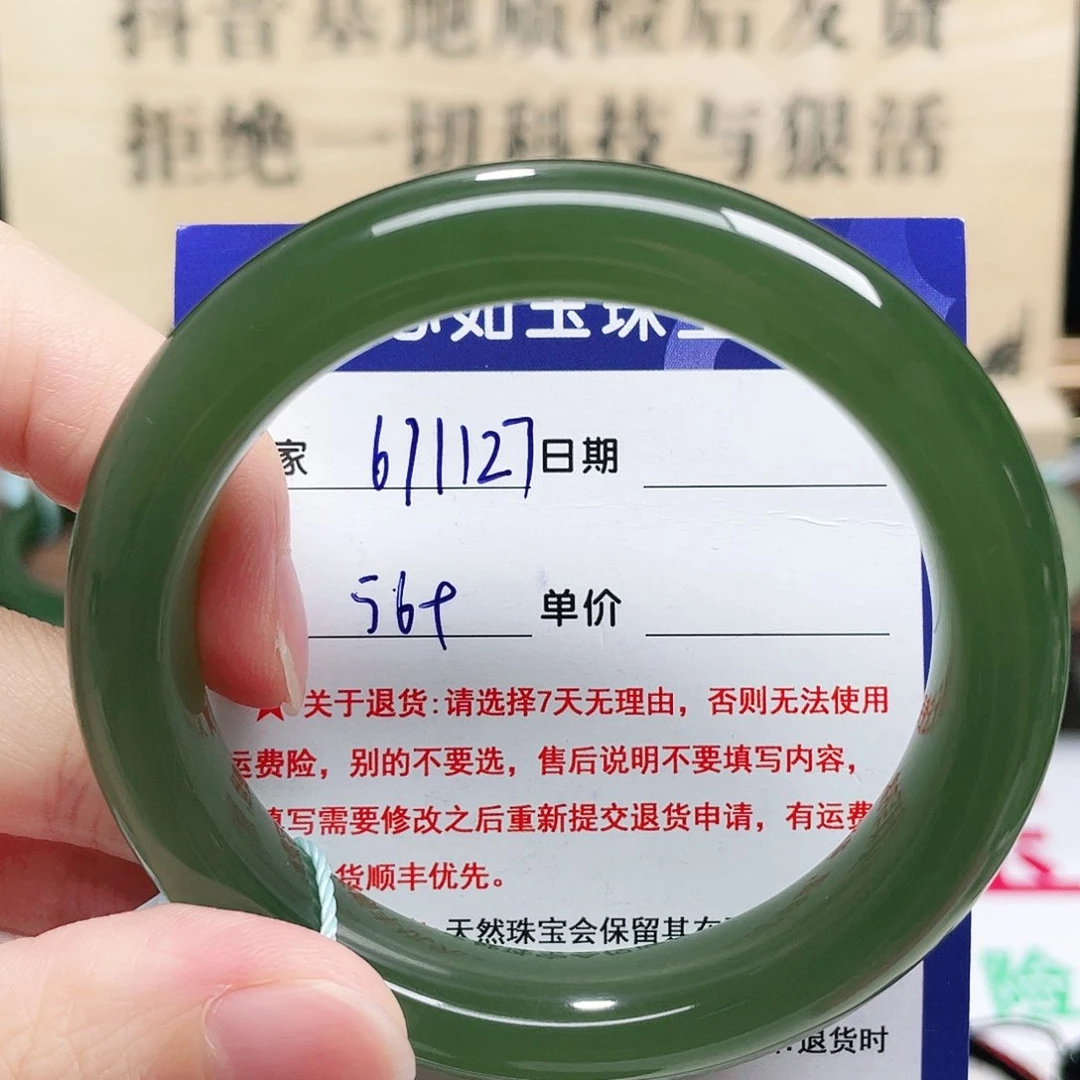 抖音基地质检后发货
拒绝一切科技与狠活
如玉珠
家 671127 日期
569 单价
★ 关于退货:请选择7天无理由，否则无法使用
运费险，别的不要选，售后说明不要填写内容，
填写需要修改之后重新提交退货申请，有运费
货顺丰优先。
天然珠宝会保留其
退货时
险